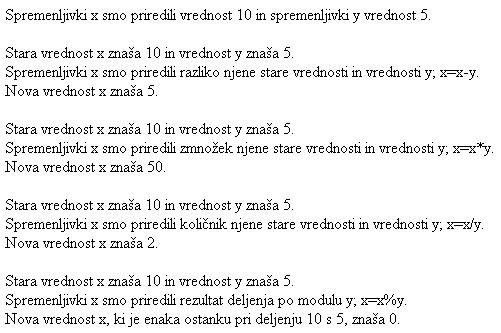 Spremenljivki x smo priredili vrednost 10 in spremenljivki y vrednost 5.
Stara vrednost x znaša 10 in vrednost y znaša 5.
Spremenljivki x smo priredili razliko njene stare vrednosti in vrednosti y; x=x-y.
Nova vrednost x znaša 5.
Stara vrednost x znaša 10 in vrednost y znaša 5.
Spremenljivki x smo priredili zmnožek njene stare vrednosti in vrednosti y; x=x*y.
Nova vrednost x znaša 50.
Stara vrednost x znaša 10 in vrednost y znaša 5.
Spremenljivki x smo priredili količnik njene stare vrednosti in vrednosti y; x=x/y.
Nova vrednost x znaša 2.
Stara vrednost x znaša 10 in vrednost y znaša 5.
Spremenljivki x smo priredili rezultat deljenja po modulu y; x=x%y.
Nova vrednost x, ki je enaka ostanku pri deljenju 10 s 5, znaša 0.